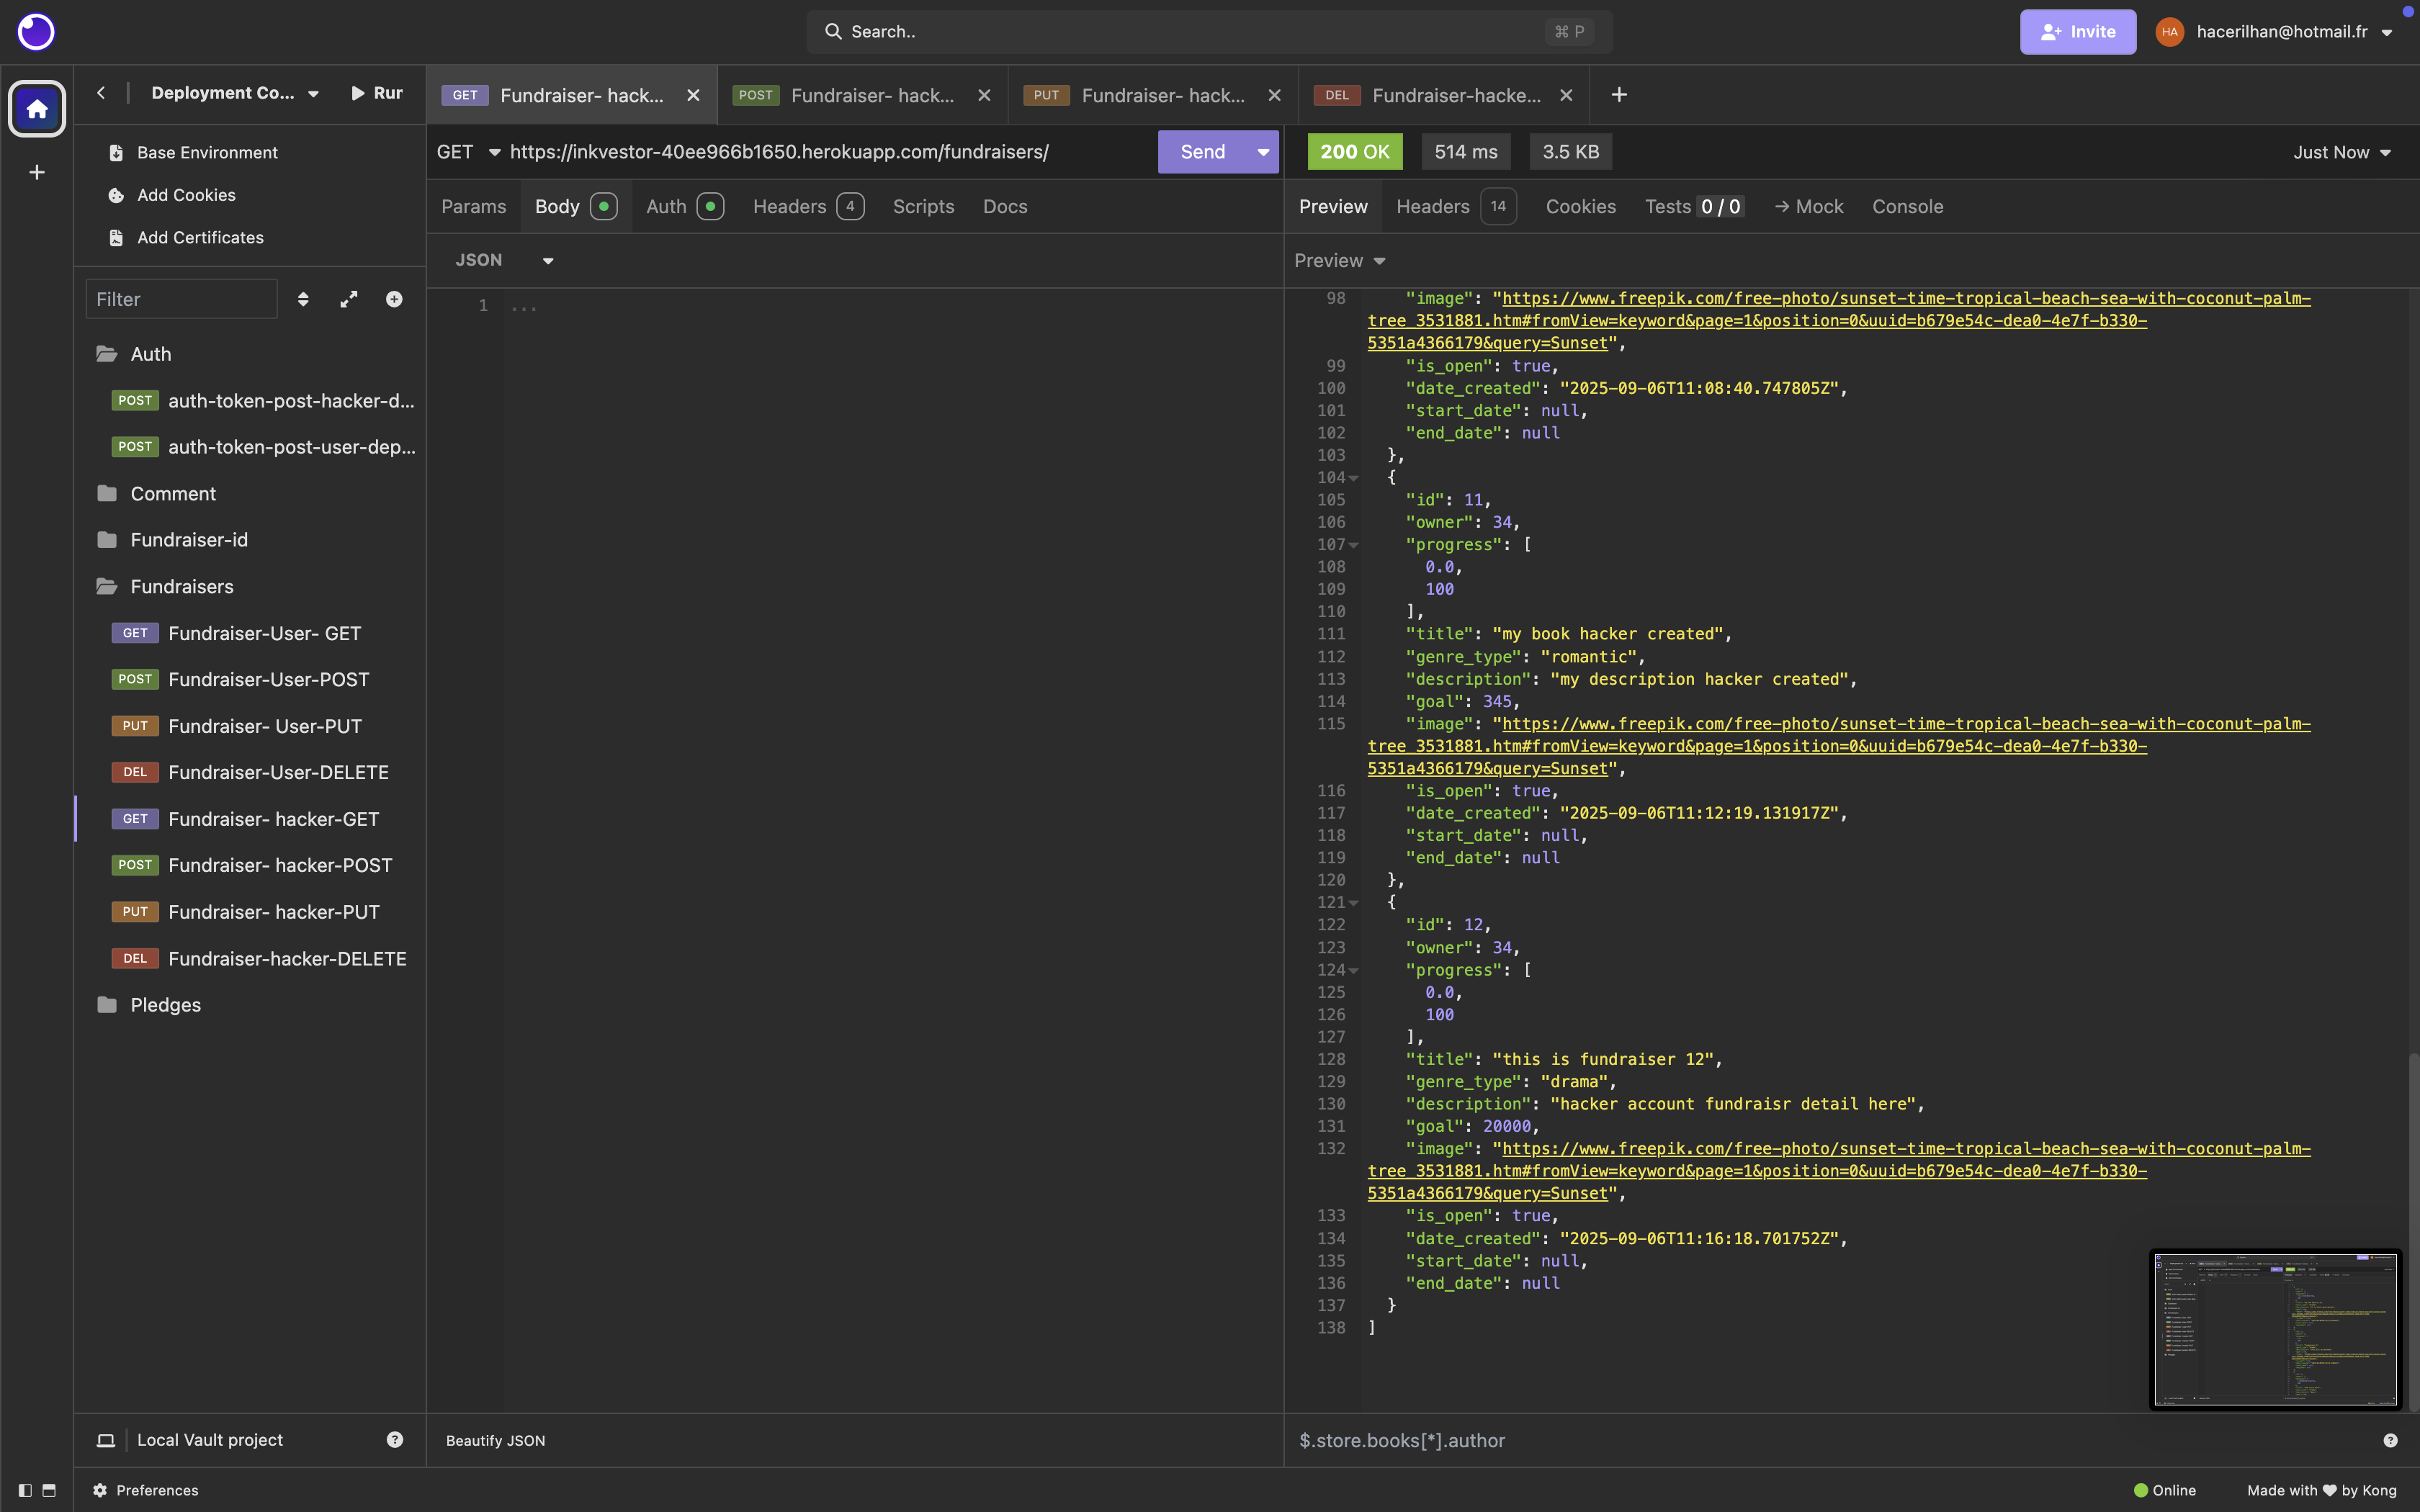 Search..
⌘ P
Invite
HA
hacerilhan@hotmail.fr
Deployment Co...
Rur
GET Fundraiser- hack...
POST Fundraiser- hack...
PUT Fundraiser- hack...
DEL Fundraiser-hacke...
Base Environment
Add Cookies
Add Certificates
Filter
Auth
POST auth-token-post-hacker-d...
POST auth-token-post-user-dep...
Comment
Fundraiser-id
Fundraisers
GET Fundraiser-User- GET
POST Fundraiser-User-POST
PUT Fundraiser- User-PUT
DEL Fundraiser-User-DELETE
GET Fundraiser- hacker-GET
POST Fundraiser- hacker-POST
PUT Fundraiser- hacker-PUT
DEL Fundraiser-hacker-DELETE
Pledges
Local Vault project
GET https://inkvestor-40ee966b1650.herokuapp.com/fundraisers/
Send
Params Body Auth Headers 4 Scripts Docs
JSON
1 ...
Beautify JSON
200 OK 514 ms 3.5 KB Just Now
Preview Headers 14 Cookies Tests 0 / 0 → Mock Console
Preview
98 "image": "https://www.freepik.com/free-photo/sunset-time-tropical-beach-sea-with-coconut-palm-
tree_3531881.htm#fromView=keyword&page=1&position=0&uuid=b679e54c-dea0-4e7f-b330-
5351a4366179&query=Sunset",
99 "is_open": true,
100 "date_created": "2025-09-06T11:08:40.747805Z",
101 "start_date": null,
102 "end_date": null
103 },
104 {
105 "id": 11,
106 "owner": 34,
107 "progress": [
108 0.0,
109 100
110 ],
111 "title": "my book hacker created",
112 "genre_type": "romantic",
113 "description": "my description hacker created",
114 "goal": 345,
115 "image": "https://www.freepik.com/free-photo/sunset-time-tropical-beach-sea-with-coconut-palm-
tree_3531881.htm#fromView=keyword&page=1&position=0&uuid=b679e54c-dea0-4e7f-b330-
5351a4366179&query=Sunset",
116 "is_open": true,
117 "date_created": "2025-09-06T11:12:19.131917Z",
118 "start_date": null,
119 "end_date": null
120 },
121 {
122 "id": 12,
123 "owner": 34,
124 "progress": [
125 0.0,
126 100
127 ],
128 "title": "this is fundraiser 12",
129 "genre_type": "drama",
130 "description": "hacker account fundraisr detail here",
131 "goal": 20000,
132 "image": "https://www.freepik.com/free-photo/sunset-time-tropical-beach-sea-with-coconut-palm-
tree_3531881.htm#fromView=keyword&page=1&position=0&uuid=b679e54c-dea0-4e7f-b330-
5351a4366179&query=Sunset",
133 "is_open": true,
134 "date_created": "2025-09-06T11:16:18.701752Z",
135 "start_date": null,
136 "end_date": null
137 }
138 ]
$.store.books[*].author
Preferences
Online
Made with ♥ by Kong